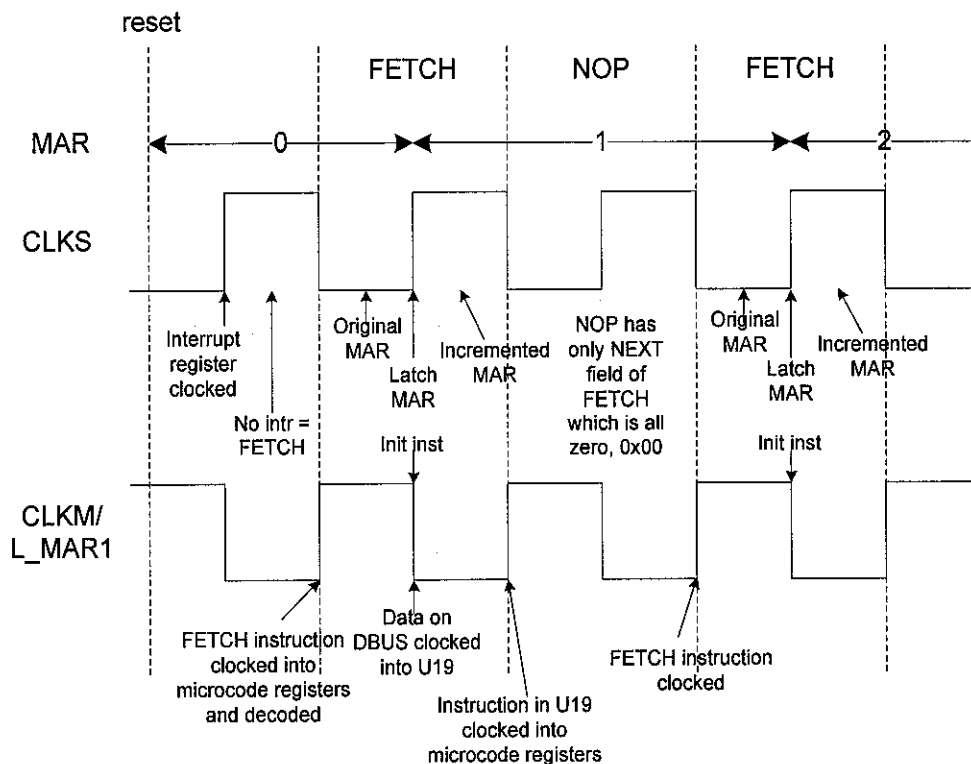 reset
FETCH
NOP
FETCH
MAR
0
1
2
CLKS
Interrupt
register
clocked
No intr =
FETCH
Original
MAR
Latch
MAR
Incremented
MAR
NOP has
only NEXT
field of
FETCH
which is all
zero, 0x00
Original
MAR
Latch
MAR
Incremented
MAR
Init inst
Init inst
CLKM/
L_MAR1
FETCH instruction
clocked into
microcode registers
and decoded
Data on
DBUS clocked
into U19
Instruction in U19
clocked into
microcode registers
FETCH instruction
clocked